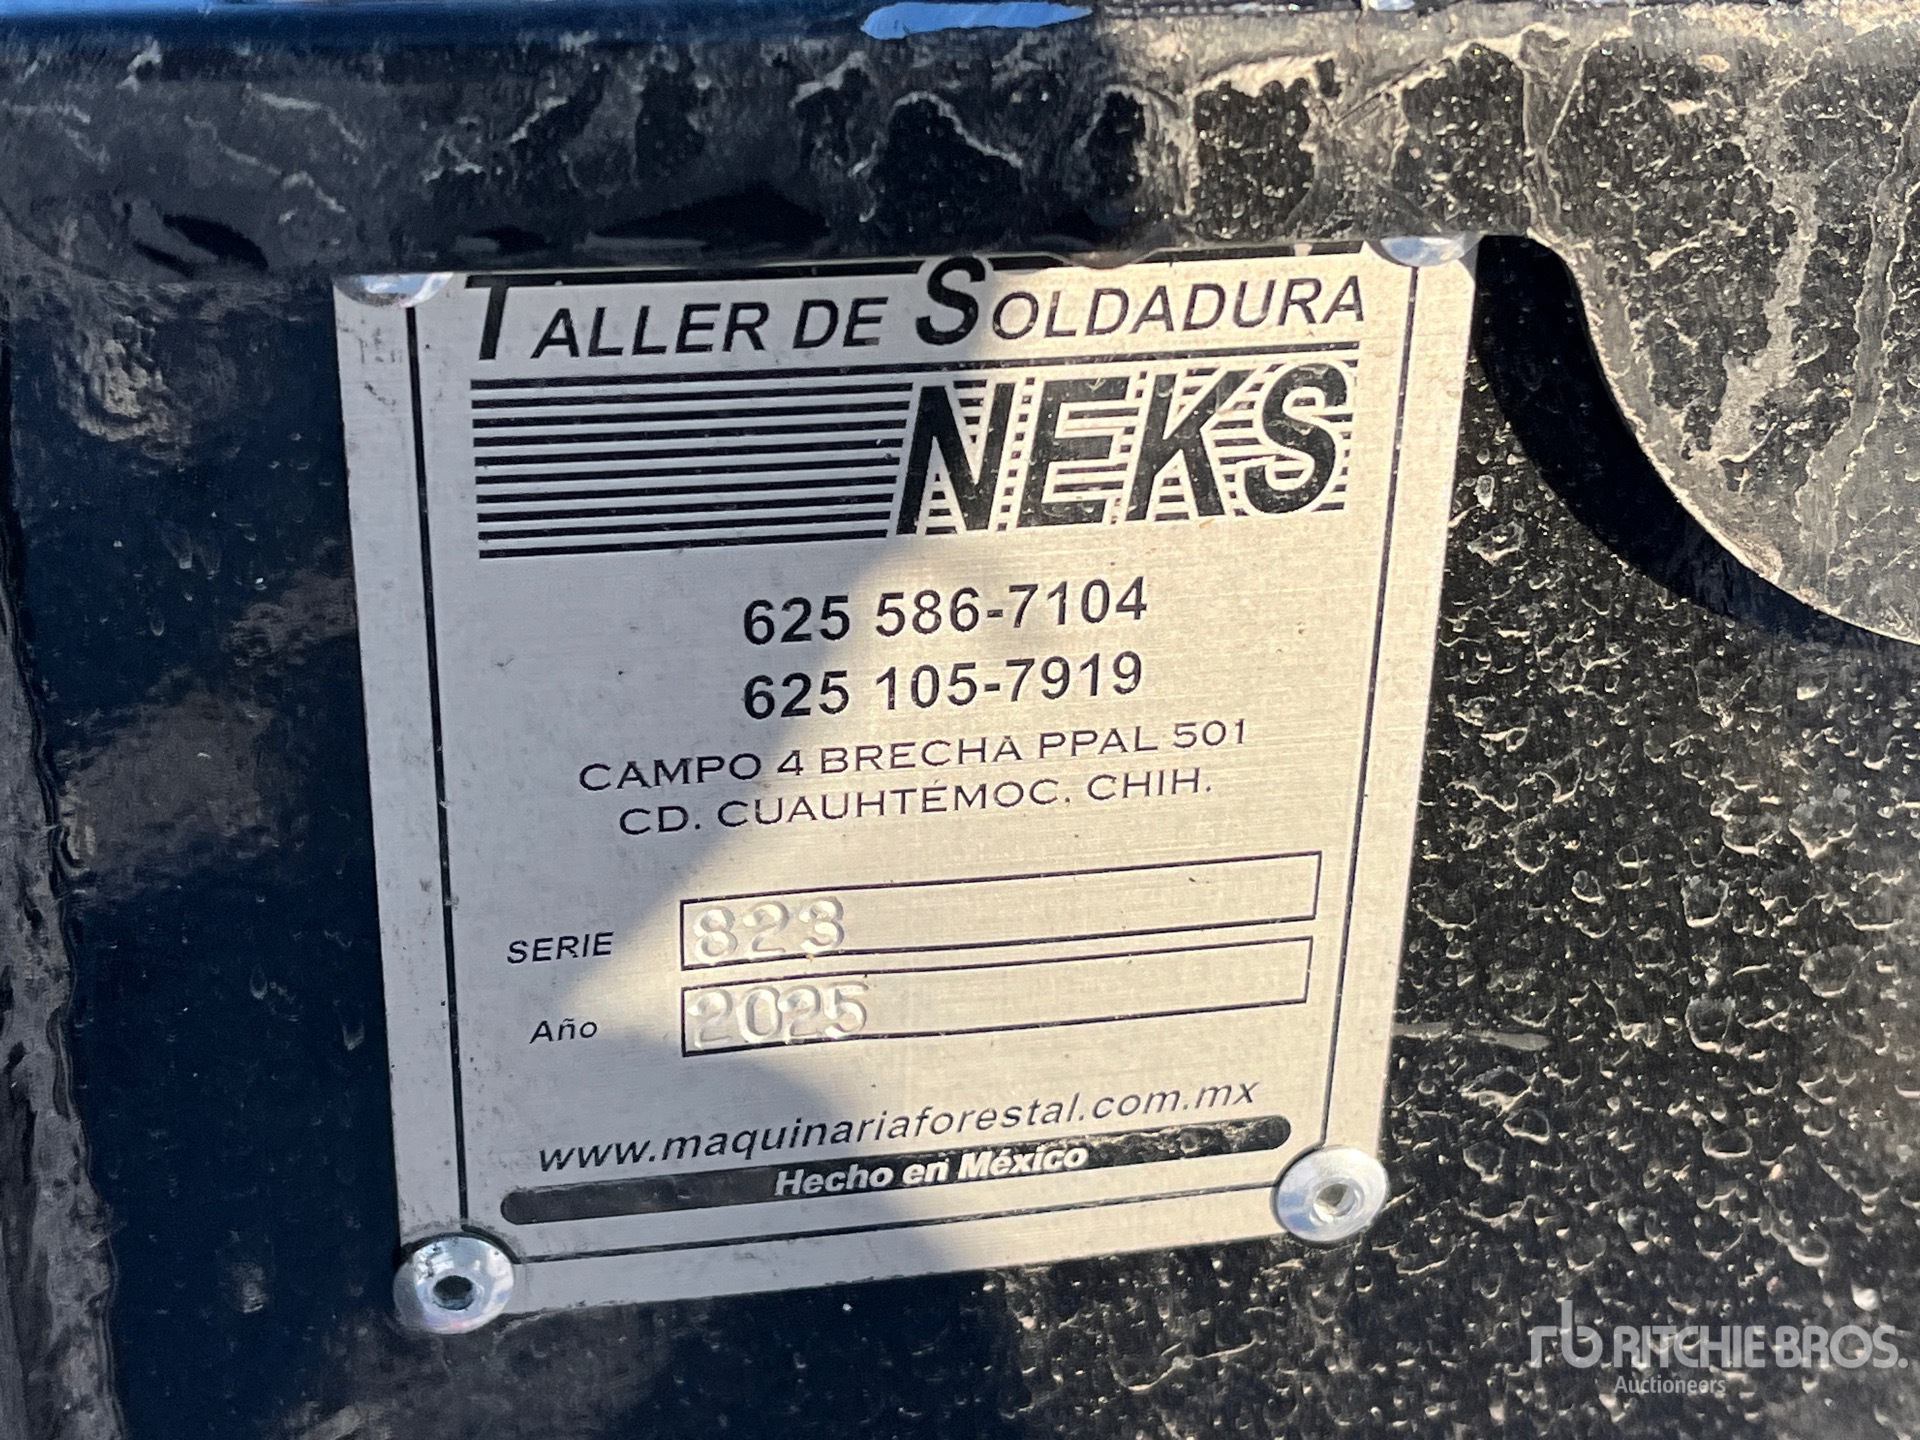 TALLER DE SOLDADURA
NEKS
625 586-7104
625 105-7919
CAMPO 4 BRECHA PPAL 501
CD. CUAUHTÉMOC, CHIH.
SERIE 823
Año 2025
www.maquinariaforestal.com.mx
Hecho en México
rb RITCHIE BROS.
Auctioneers